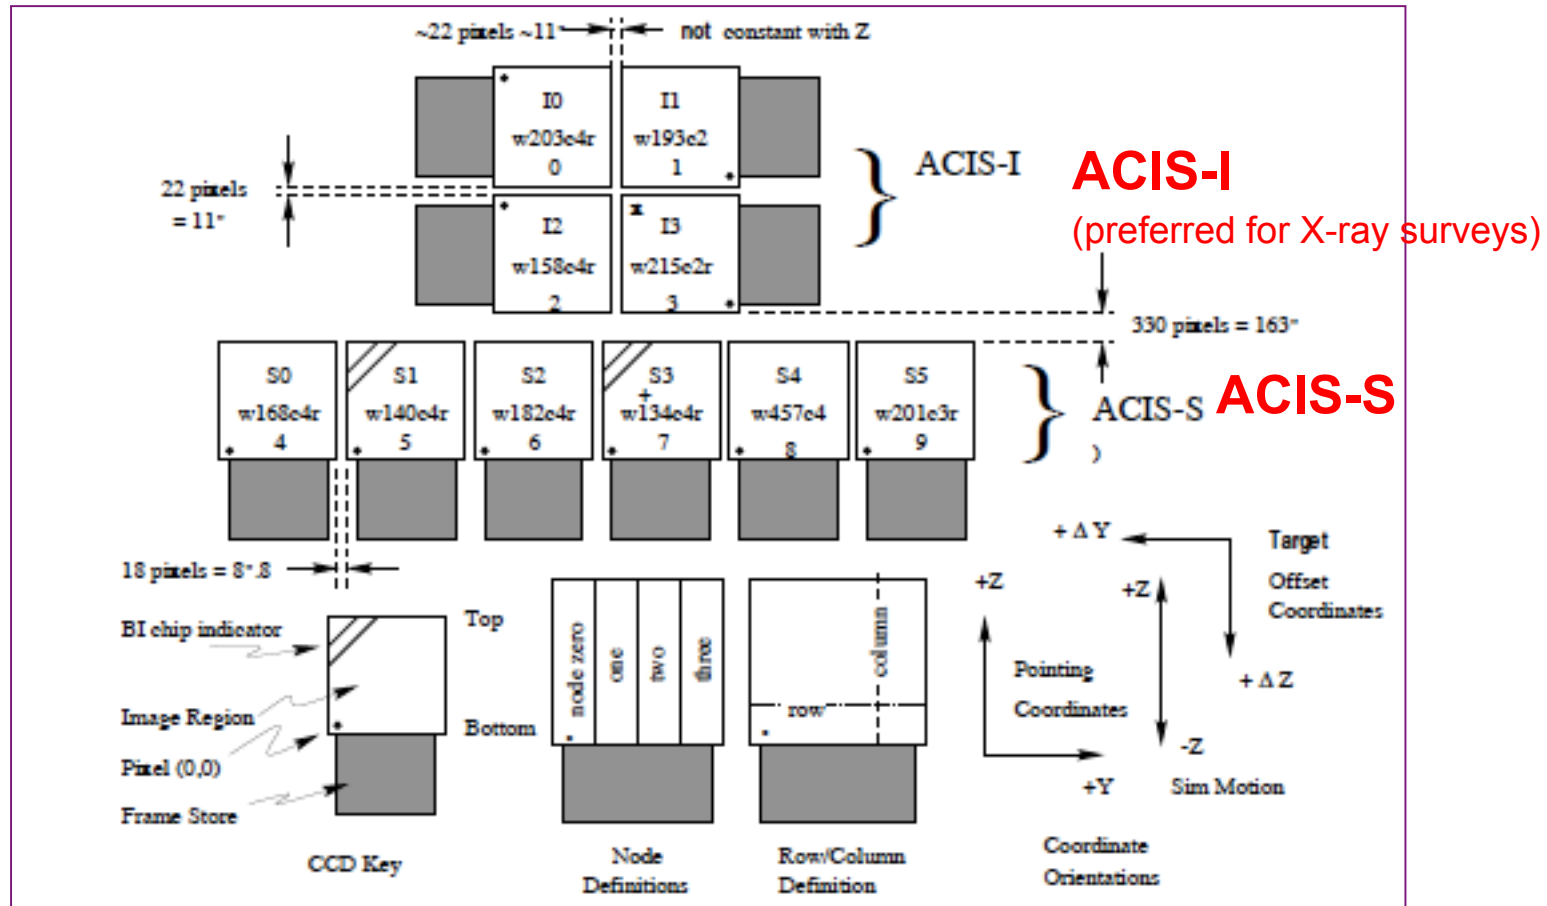 ~22 pixels ~11" not constant with Z
I0 I1
w203c4r w193c2
0 1
ACIS-I
ACIS-I
(preferred for X-ray surveys)
22 pixels
= 11"
I2 I3
w158c4r w215c2r
2 3
330 pixels = 163"
S0 S1 S2 S3 S4 S5
w168c4r w140c4r w182c4r w134c4r w457c4 w201c3r
4 5 6 7 8 9
ACIS-S
)
ACIS-S
18 pixels = 8".8
BI chip indicator
Image Region
Pixel (0,0)
Frame Store
Top
Bottom
CCD Key
node zero
one
two
three
Node
Definitions
column
row
Row/Column
Definition
+ Δ Y
Target
Offset
Coordinates
+ Δ Z
+Z
Pointing
Coordinates
+Y
+Z
-Z
Sim Motion
Coordinate
Orientations